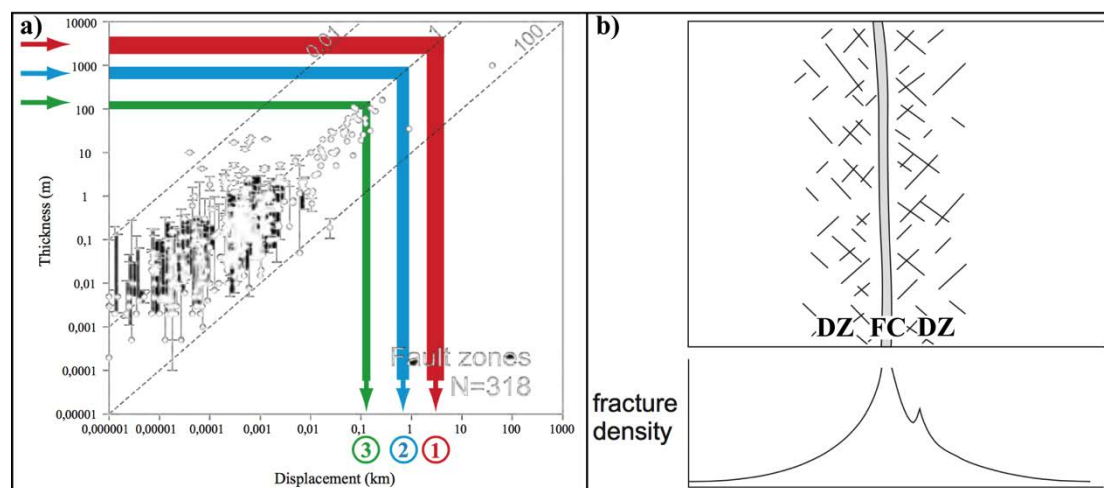 a)
10000
1000
100
10
1
0,1
0,01
0,001
0,0001
0,00001
Thickness (m)
0.01
1
100
Fault zones
N=318
0,000001
0,00001
0,0001
0,001
0,01
0,1
1
10
100
1000
3
2
1
Displacement (km)
b)
DZ FC DZ
fracture
density